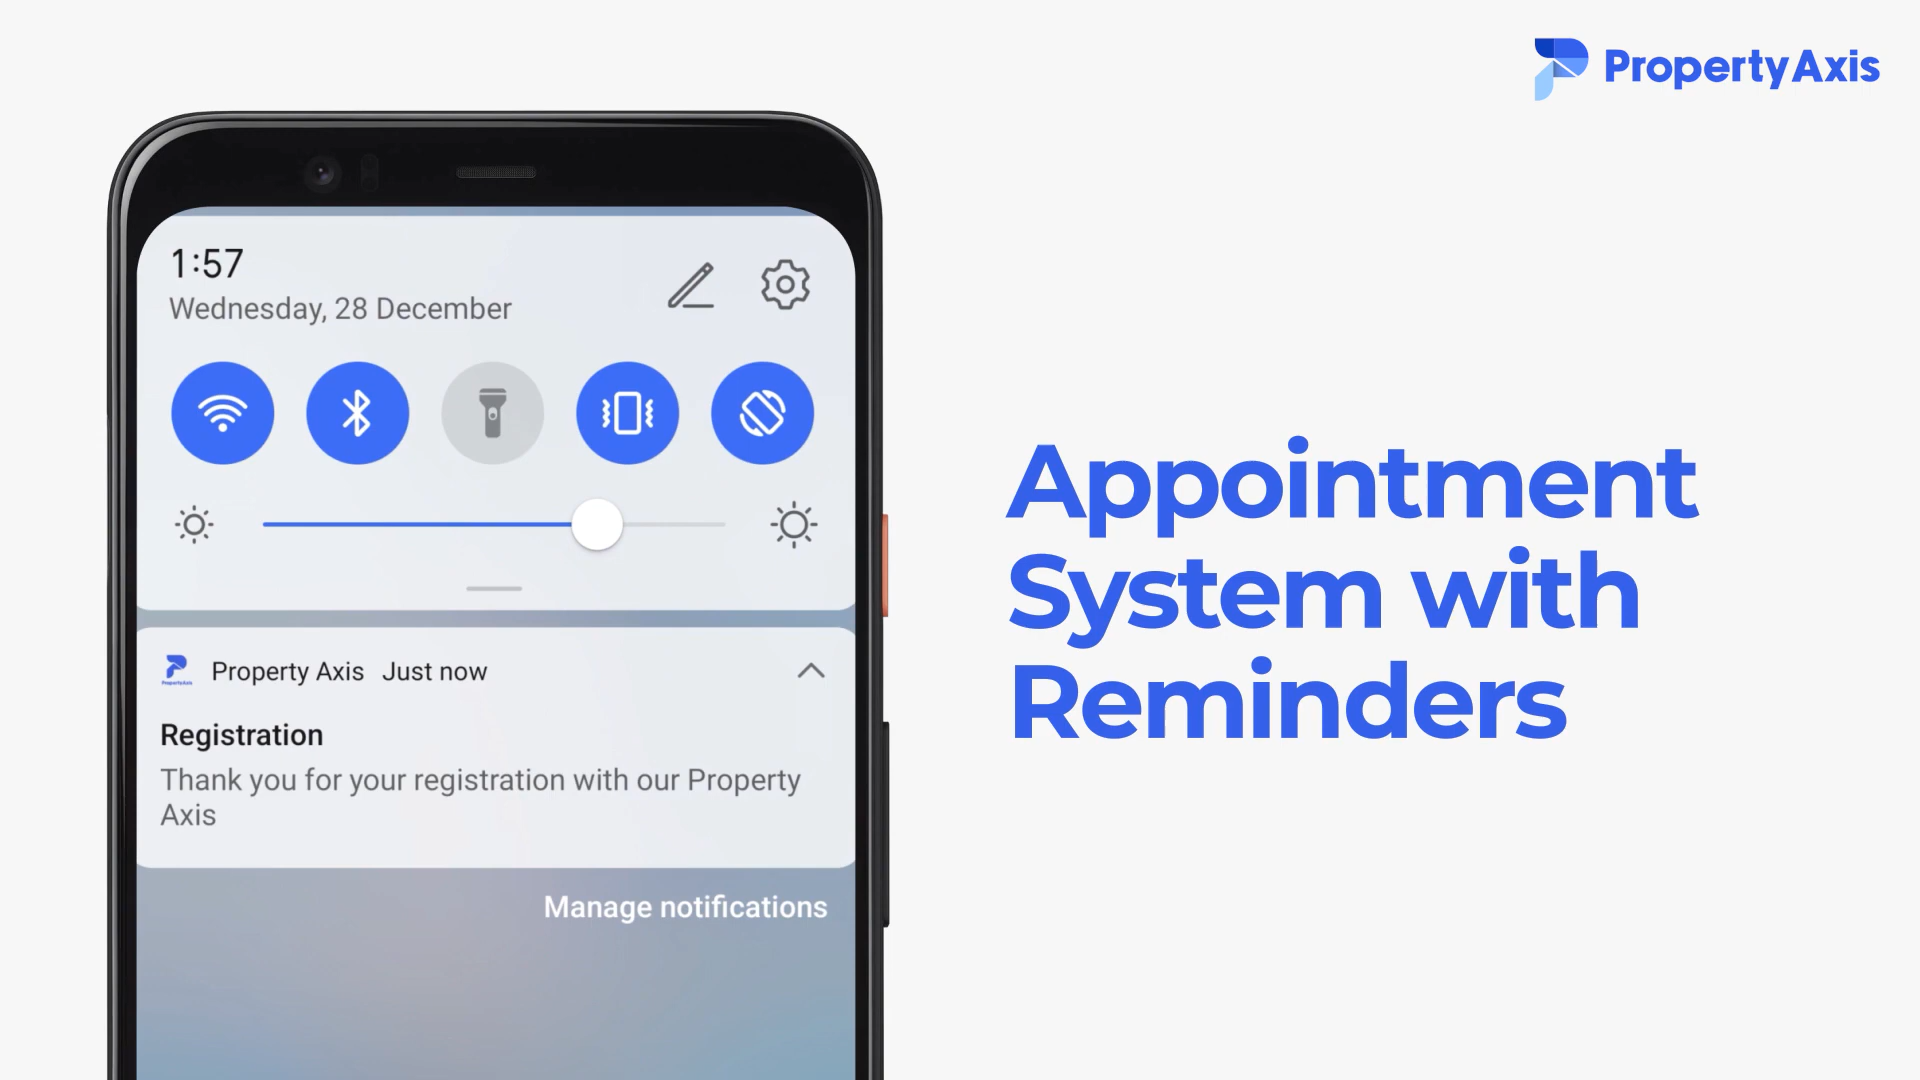 PropertyAxis
1:57
Wednesday, 28 December
Property Axis Just now
Registration
Thank you for your registration with our Property
Axis
Manage notifications
Appointment
System with
Reminders